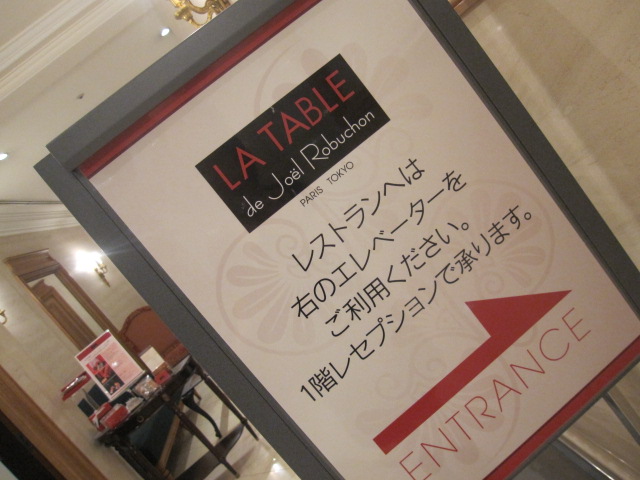 LA TABLE
de Joël Robuchon
PARIS TOKYO
レストランへは
右のエレベーターを
ご利用ください。
1階レセプションで承ります。
ENTRANCE